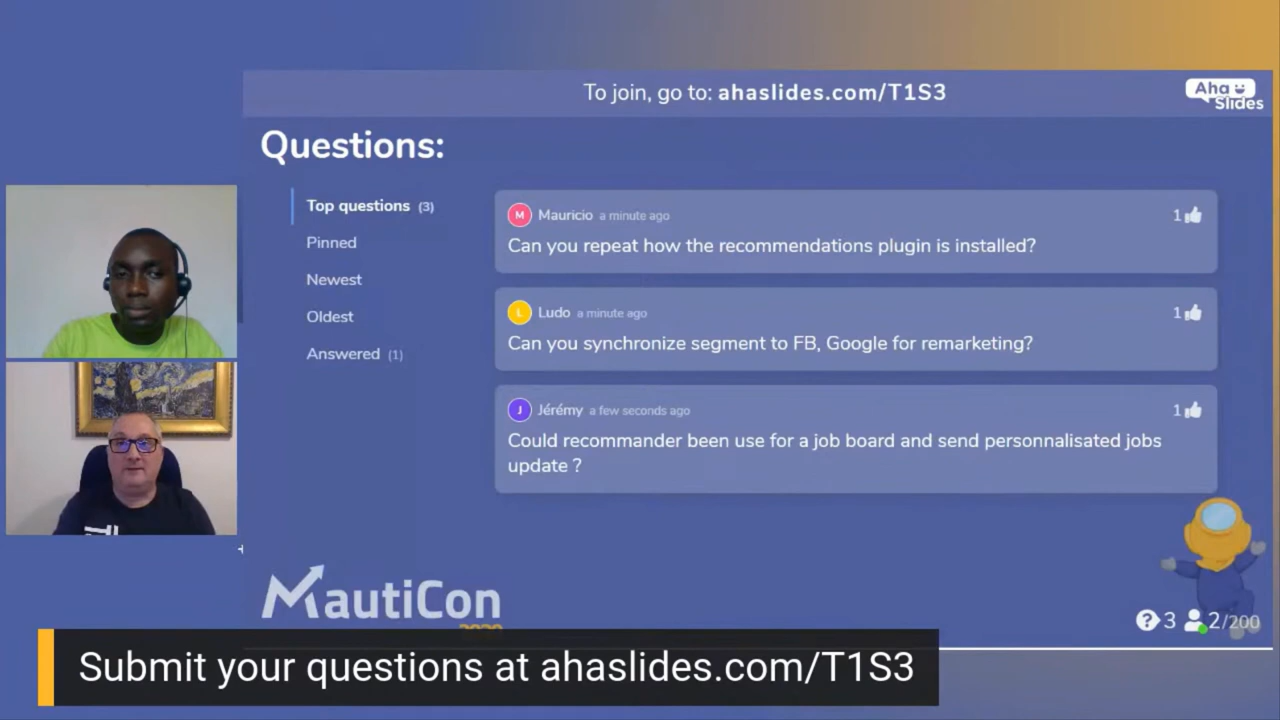 To join, go to: ahaslides.com/T1S3
Aha
Slides
Questions:
Top questions (3)
Pinned
Newest
Oldest
Answered (1)
M Mauricio a minute ago 1
Can you repeat how the recommendations plugin is installed?
L Ludo a minute ago 1
Can you synchronize segment to FB, Google for remarketing?
J Jérémy a few seconds ago 1
Could recommander been use for a job board and send personnalisated jobs
update ?
MautiCon
? 3 2/200
Submit your questions at ahaslides.com/T1S3